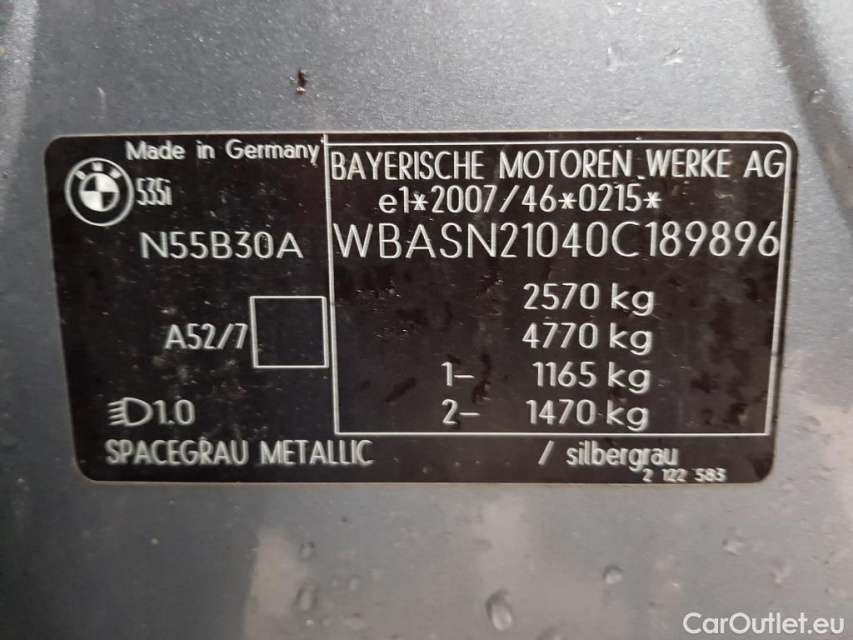 Made in Germany
535i
N55B30A
A52/7
1.0
BAYERISCHE MOTOREN WERKE AG
e1*2007/46*0215*
WBASN21040C189896
2570 kg
4770 kg
1- 1165 kg
2- 1470 kg
SPACEGRAU METALLIC / silbergrau
2 122 583
CarOutlet.eu